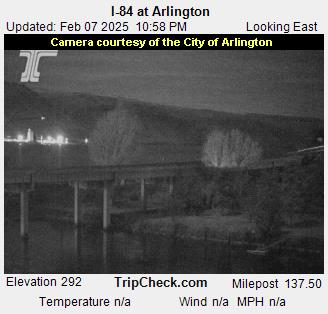 I-84 at Arlington
Updated: Feb 07 2025 10:58 PM Looking East
Camera courtesy of the City of Arlington
Elevation 292 TripCheck.com Milepost 137.50
Temperature n/a Wind n/a MPH n/a